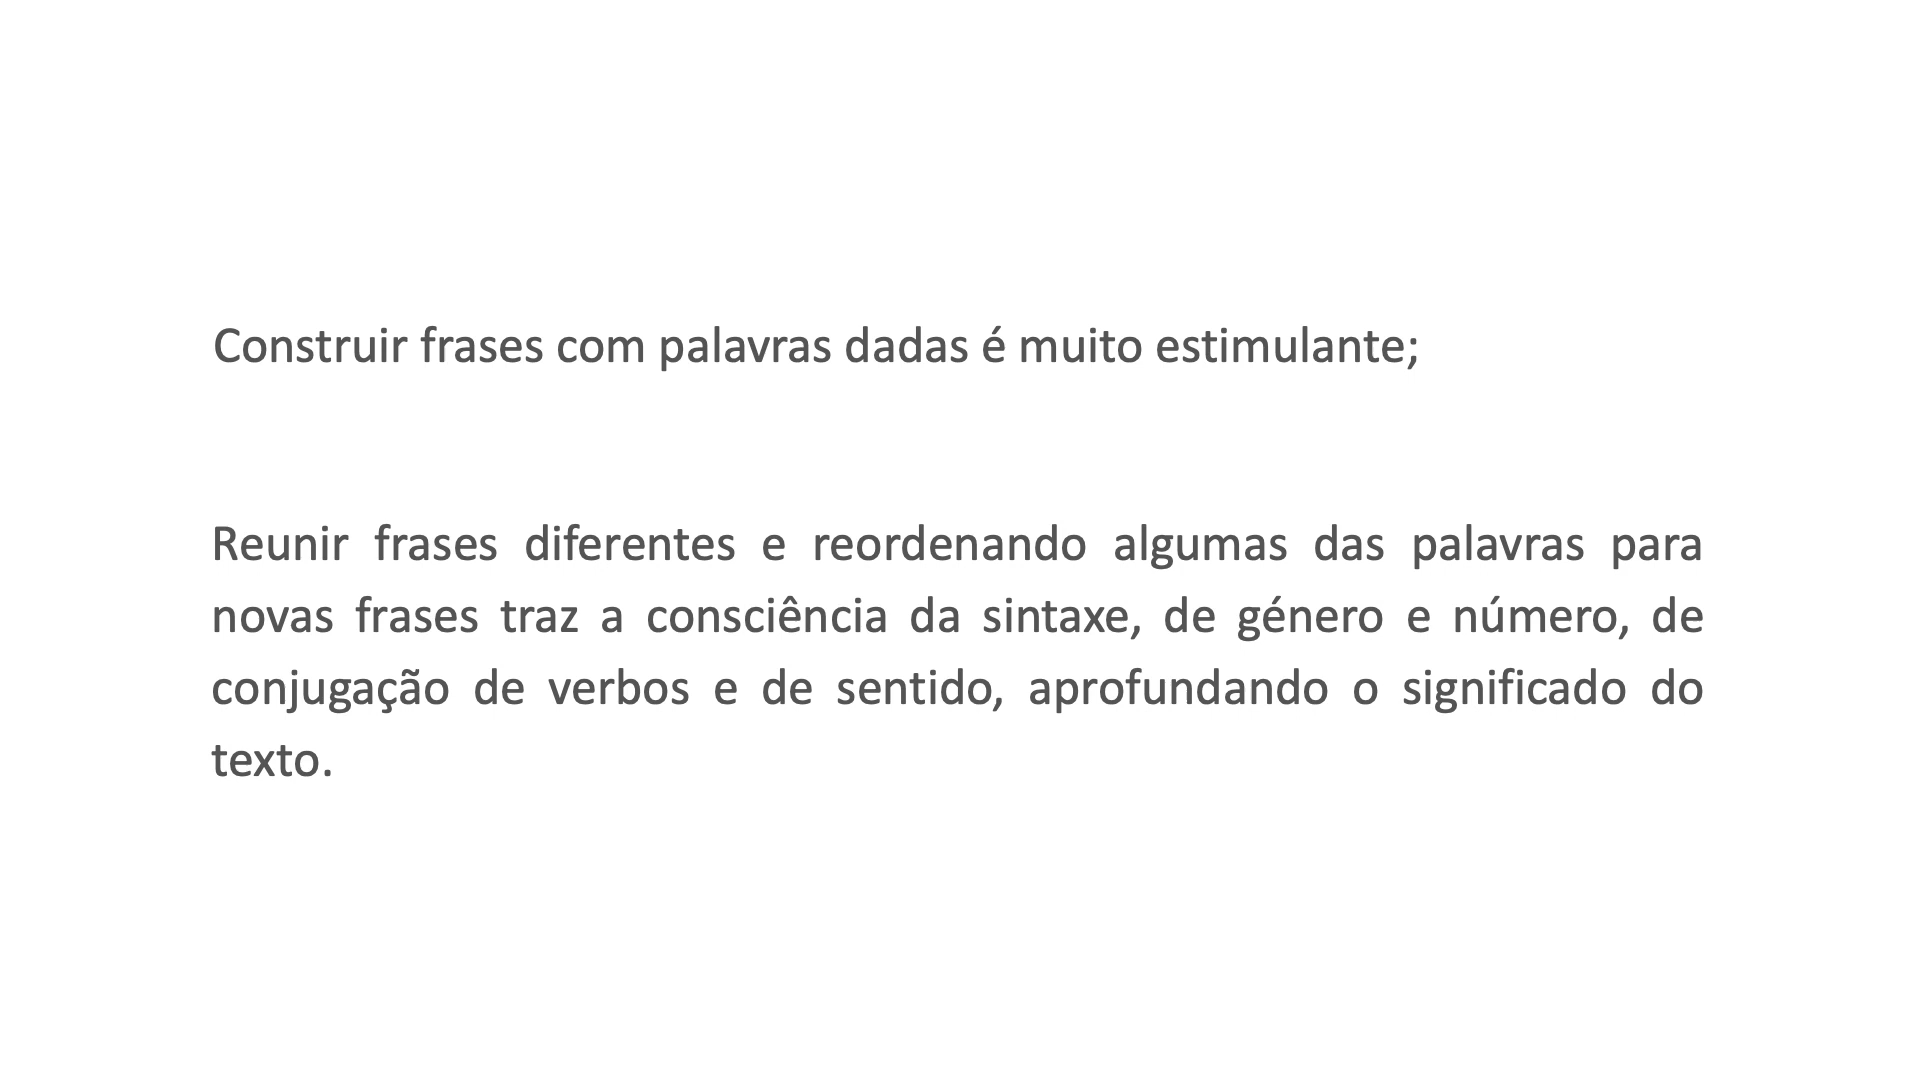 Construir frases com palavras dadas é muito estimulante;
Reunir frases diferentes e reordenando algumas das palavras para
novas frases traz a consciência da sintaxe, de género e número, de
conjugação de verbos e de sentido, aprofundando o significado do
texto.